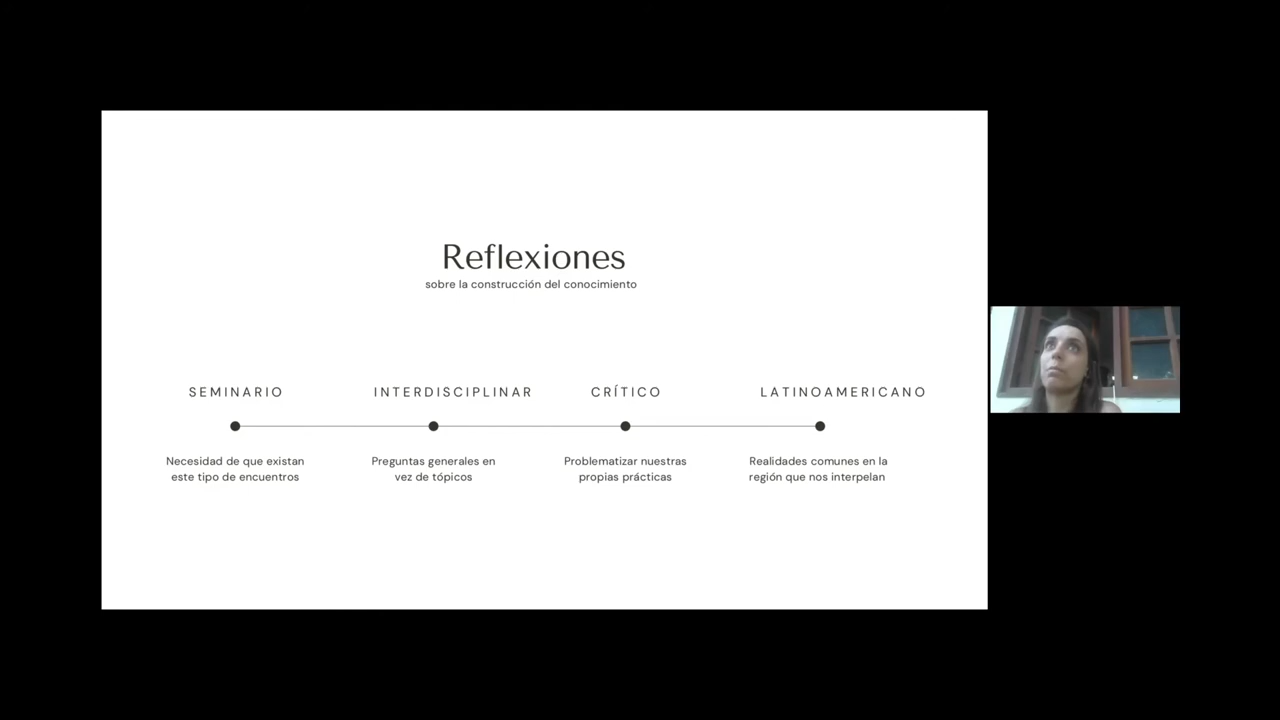 Reflexiones
sobre la construcción del conocimiento
SEMINARIO
Necesidad de que existan
este tipo de encuentros
INTERDISCIPLINAR
Preguntas generales en
vez de tópicos
CRÍTICO
Problematizar nuestras
propias prácticas
LATINOAMERICANO
Realidades comunes en la
región que nos interpelan